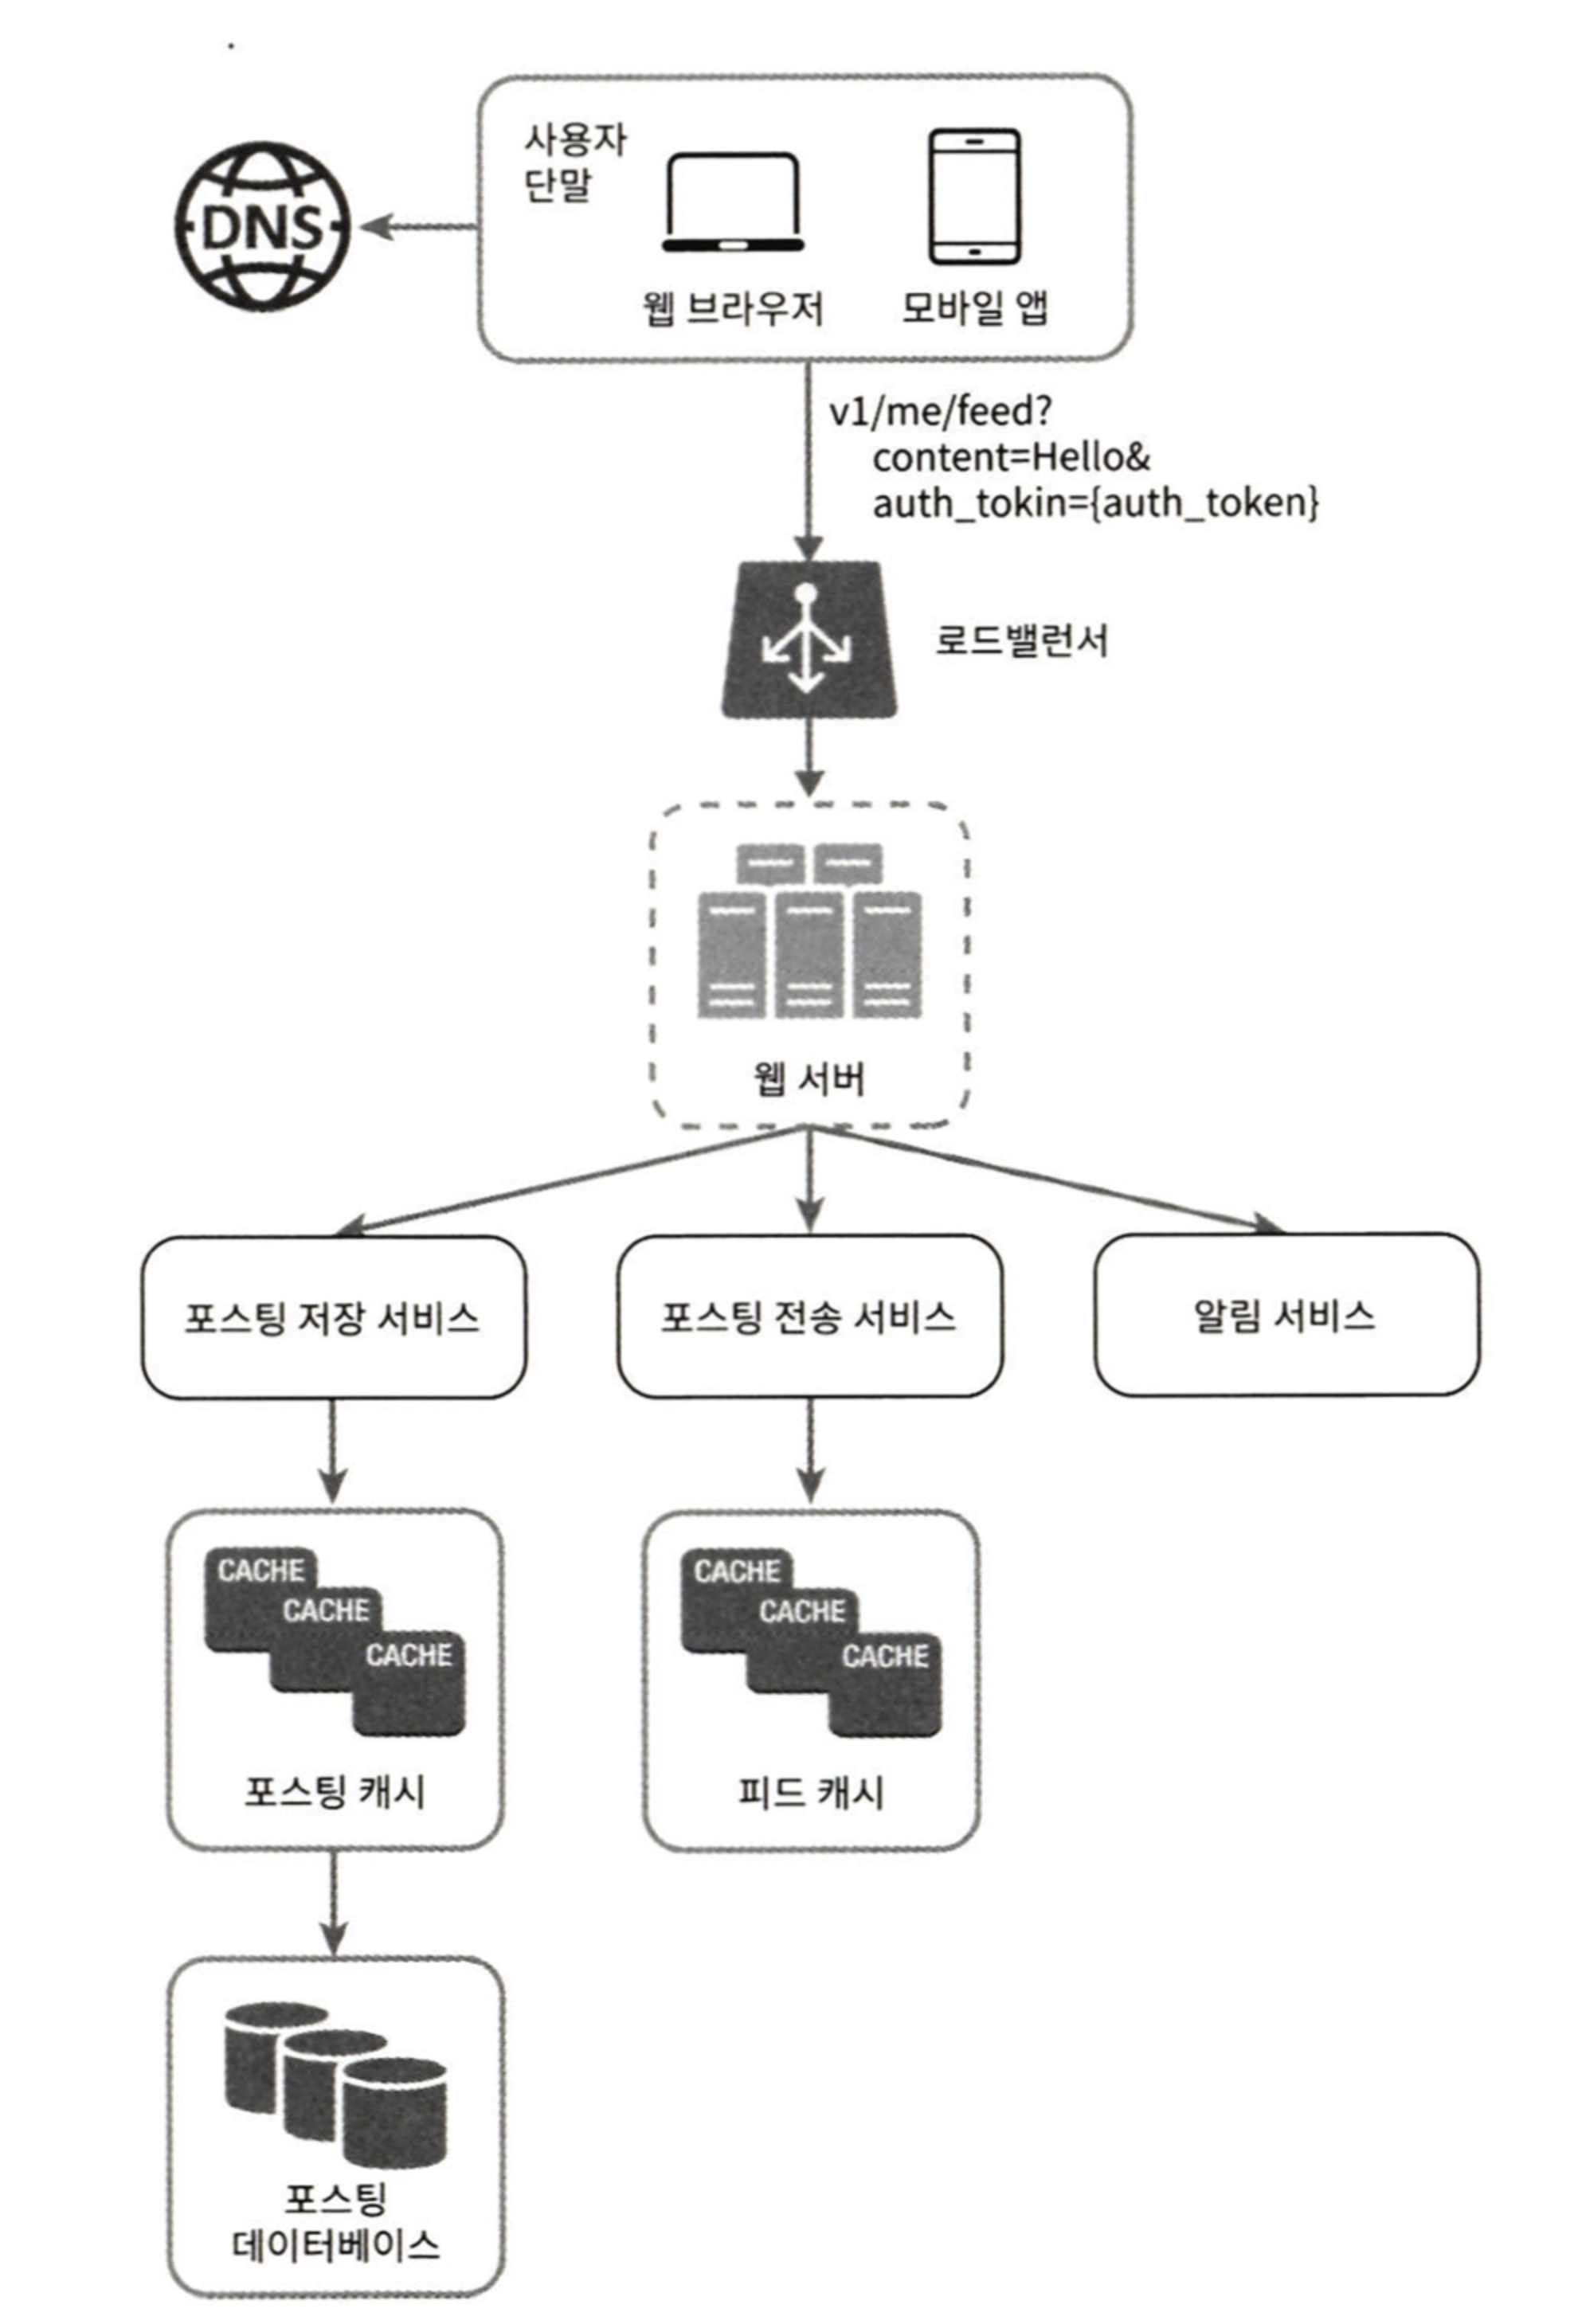 사용자
단말
DNS
웹 브라우저
모바일 앱
v1/me/feed?
content=Hello&
auth_tokin={auth_token}
로드밸런서
웹 서버
포스팅 저장 서비스
포스팅 전송 서비스
알림 서비스
CACHE
CACHE
CACHE
포스팅 캐시
CACHE
CACHE
CACHE
피드 캐시
포스팅
데이터베이스